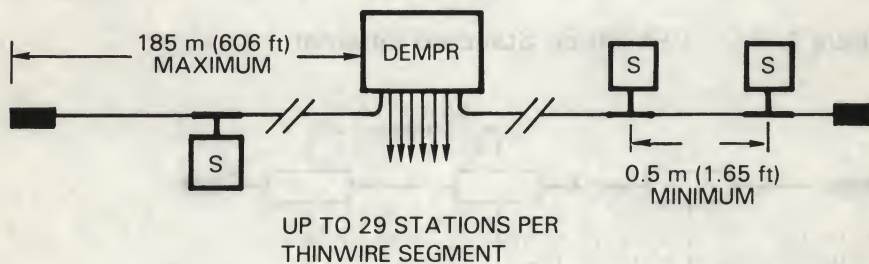 185 m (606 ft)
MAXIMUM
DEMPR
S
S
S
0.5 m (1.65 ft)
MINIMUM
UP TO 29 STATIONS PER
THINWIRE SEGMENT